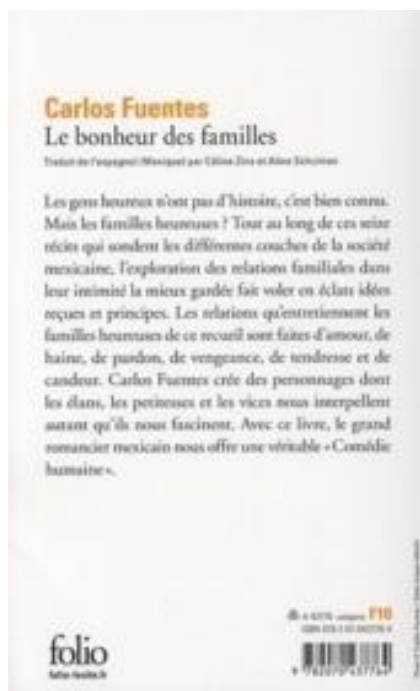 Carlos Fuentes
Le bonheur des familles
Traduit de l'espagnol (Mexique) par Céline Zins et Aline Schulman
Les gens heureux n'ont pas d'histoire, c'est bien connu.
Mais les familles heureuses ? Tout au long de ces seize
récits qui sondent les différentes couches de la société
mexicaine, l'exploration des relations familiales dans
leur intimité la mieux gardée fait voler en éclats idées
reçues et principes. Les relations qu'entretiennent les
familles heureuses de ce recueil sont faites d'amour, de
haine, de pardon, de vengeance, de tendresse et de
candeur. Carlos Fuentes crée des personnages dont
les élans, les petitesses et les vices nous interpellent
autant qu'ils nous fascinent. Avec ce livre, le grand
romancier mexicain nous offre une véritable « Comédie
humaine ».
catégorie F10
ISBN
folio
folio-lesite.fr
9 782070 437764